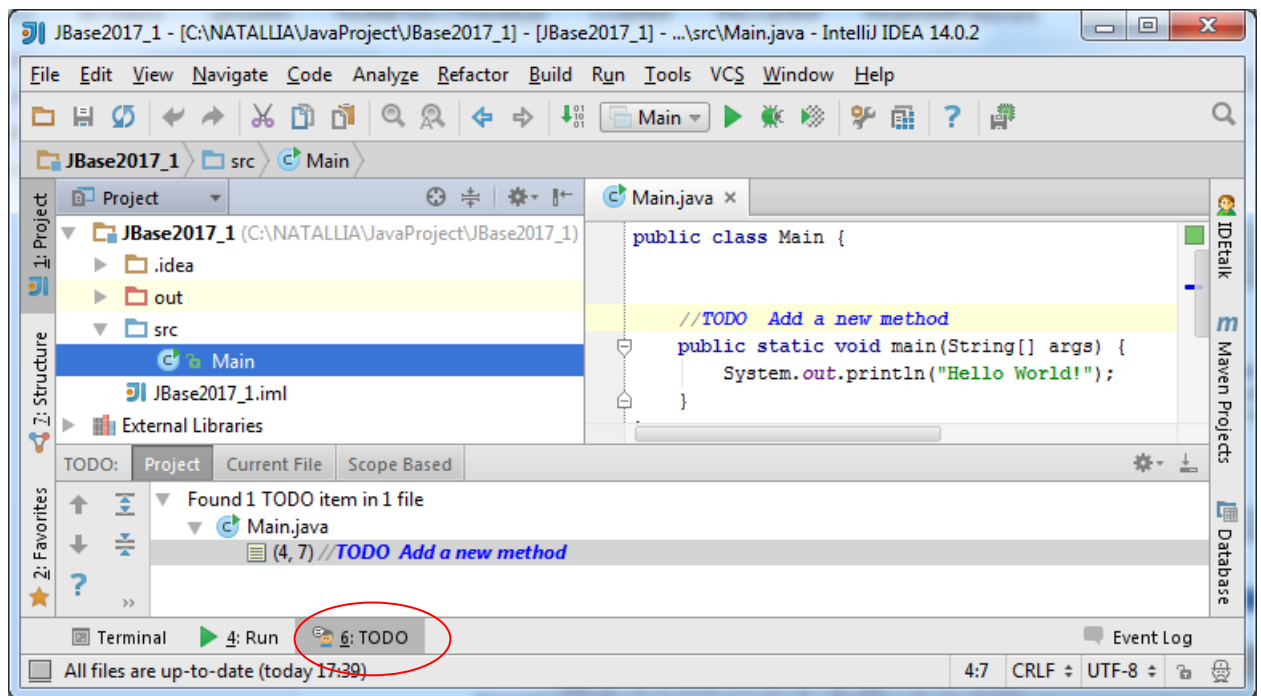 JBase2017_1 - [C:\NATALLIA\JavaProject\JBase2017_1] - [JBase2017_1] - ...\src\Main.java - IntelliJ IDEA 14.0.2
File Edit View Navigate Code Analyze Refactor Build Run Tools VCS Window Help
Main
JBase2017_1 src Main
1: Project
7: Structure
2: Favorites
Project
JBase2017_1 (C:\NATALLIA\JavaProject\JBase2017_1)
.idea
out
src
Main
JBase2017_1.iml
External Libraries
Main.java
public class Main {
//TODO  Add a new method
public static void main(String[] args) {
System.out.println("Hello World!");
}
IDEtalk
Maven Projects
Database
TODO: Project Current File Scope Based
Found 1 TODO item in 1 file
Main.java
(4, 7) //TODO  Add a new method
Terminal 4: Run 6: TODO Event Log
All files are up-to-date (today 17:39) 4:7 CRLF UTF-8